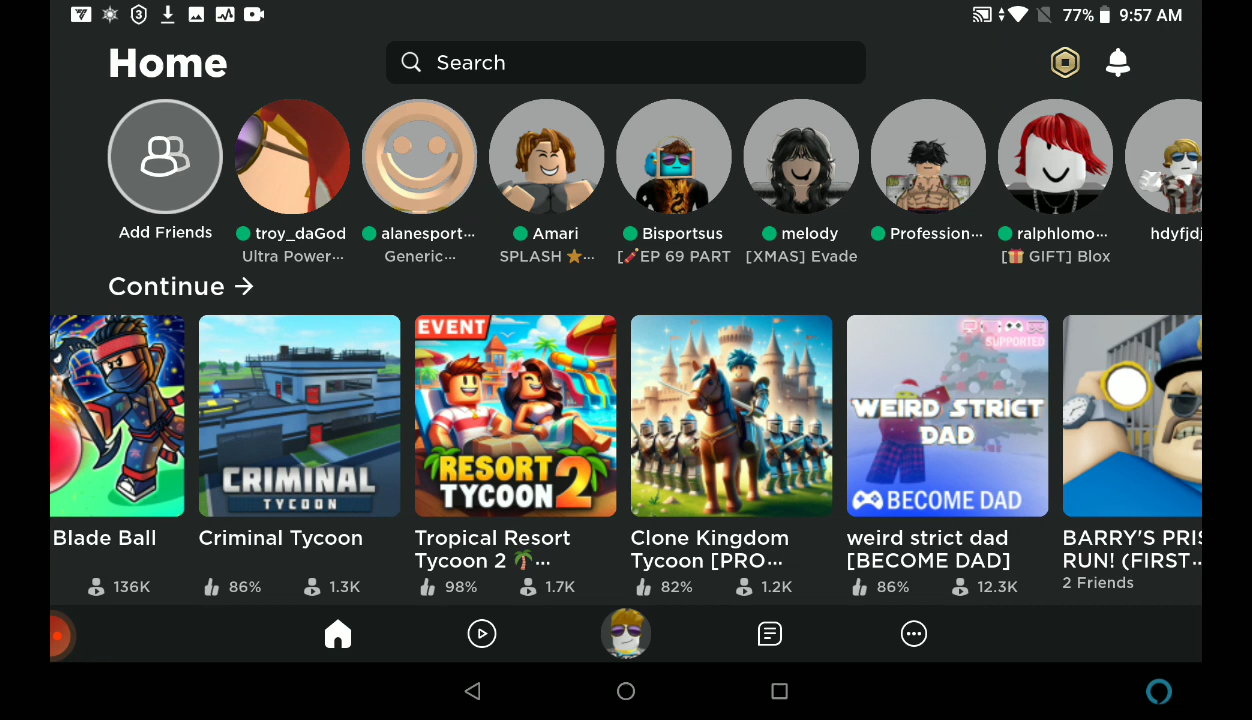 3
77%
9:57 AM
Home
Search
Add Friends
troy_daGod
alanesport...
Amari
Bisportsus
melody
Profession...
ralphlomo...
hdyfjdj
Ultra Power...
Generic...
SPLASH ⭐...
[🧨EP 69 PART
[XMAS] Evade
[🎁 GIFT] Blox
Continue →
CRIMINAL
TYCOON
EVENT
RESORT
TYCOON 2
SUPPORTED
WEIRD STRICT
DAD
BECOME DAD
Blade Ball
136K
Criminal Tycoon
86%
1.3K
Tropical Resort
Tycoon 2 🌴...
98%
1.7K
Clone Kingdom
Tycoon [PRO...
82%
1.2K
weird strict dad
[BECOME DAD]
86%
12.3K
BARRY'S PRIS
RUN! (FIRST...
2 Friends